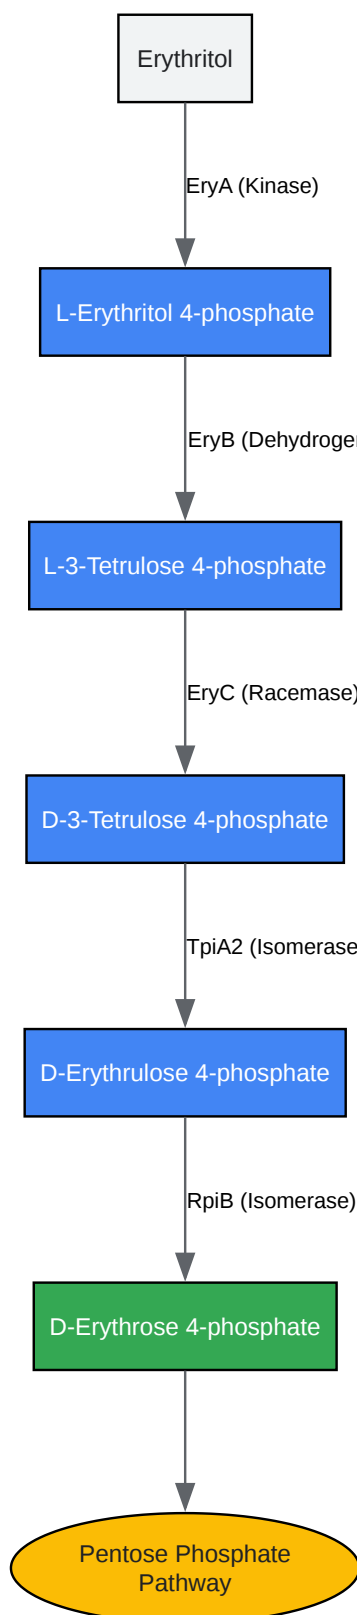 Erythritol
EryA (Kinase)
L-Erythritol 4-phosphate
EryB (Dehydroger
L-3-Tetrulose 4-phosphate
EryC (Racemase)
D-3-Tetrulose 4-phosphate
TpiA2 (Isomerase
D-Erythrulose 4-phosphate
RpiB (Isomerase)
D-Erythrose 4-phosphate
Pentose Phosphate
Pathway